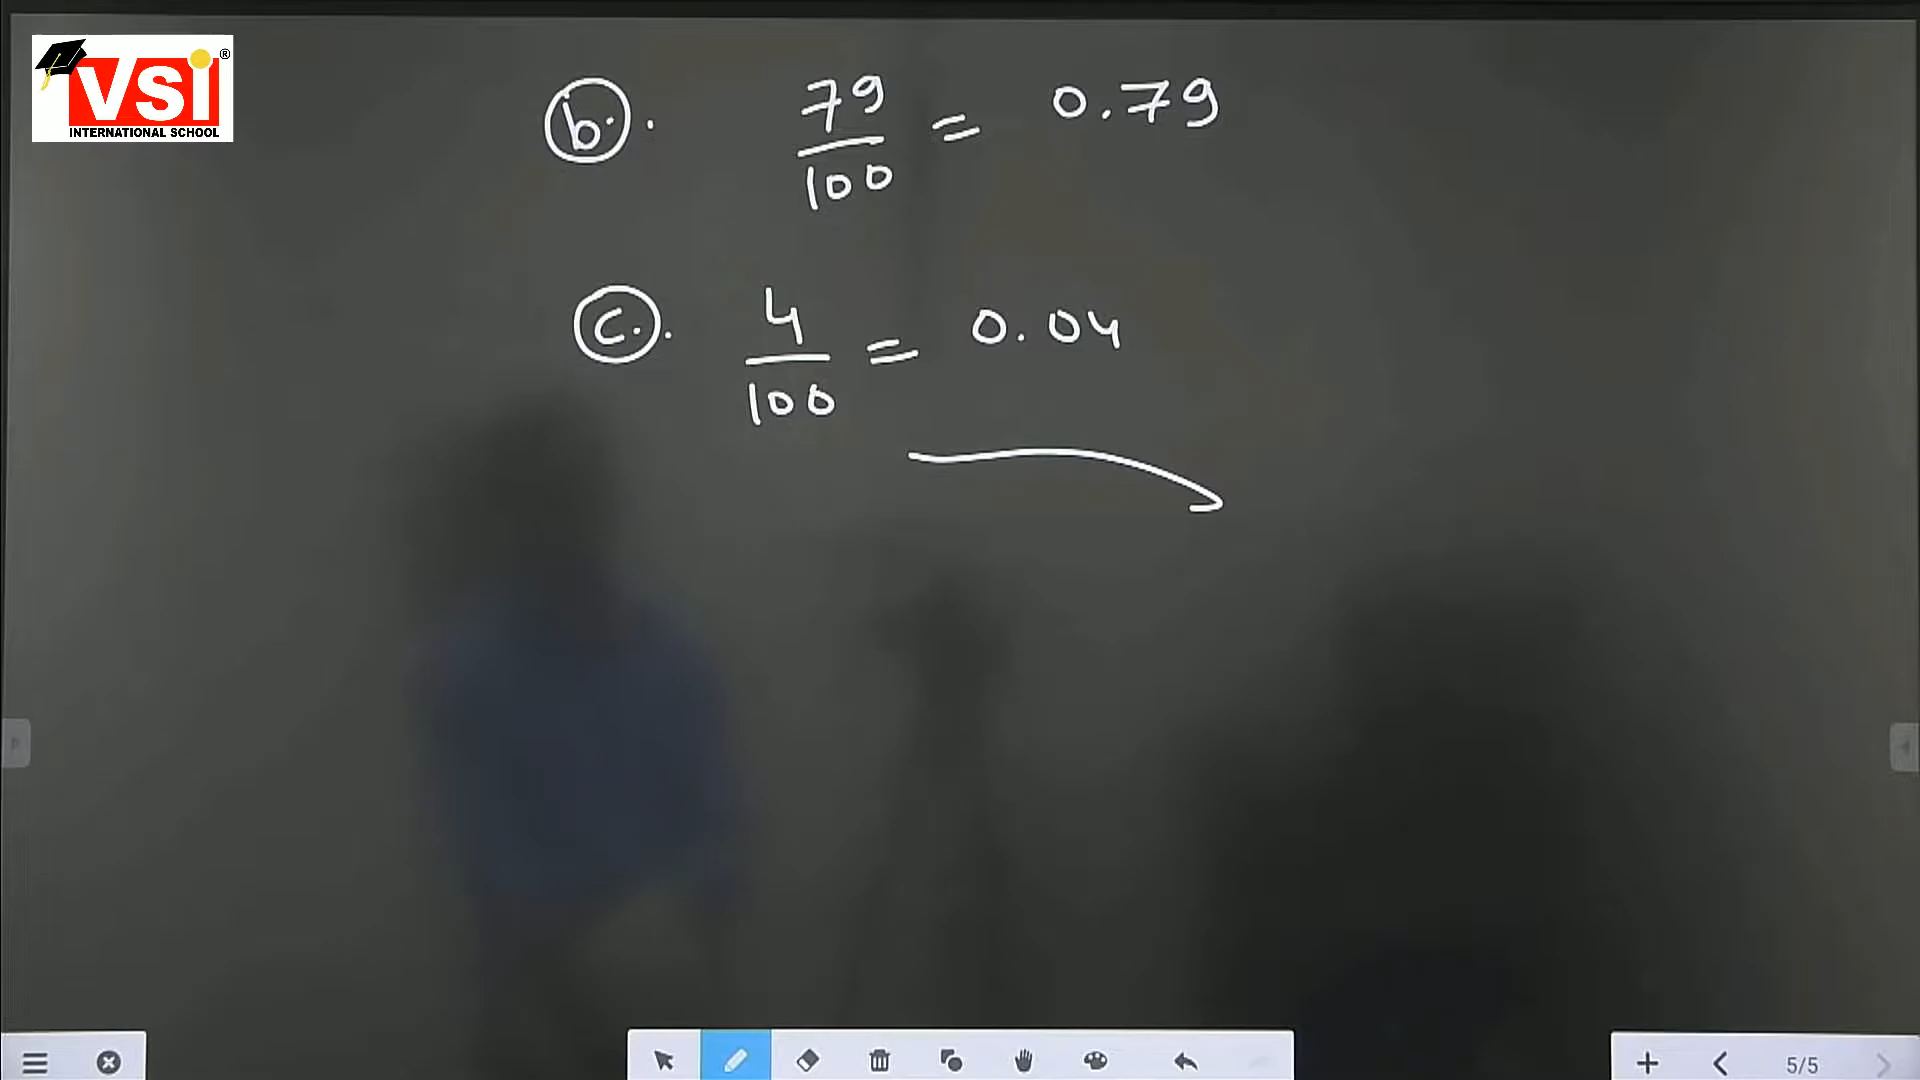 VSI ®
INTERNATIONAL SCHOOL
b. . 79/100 = 0.79
c. . 4/100 = 0.04
5/5